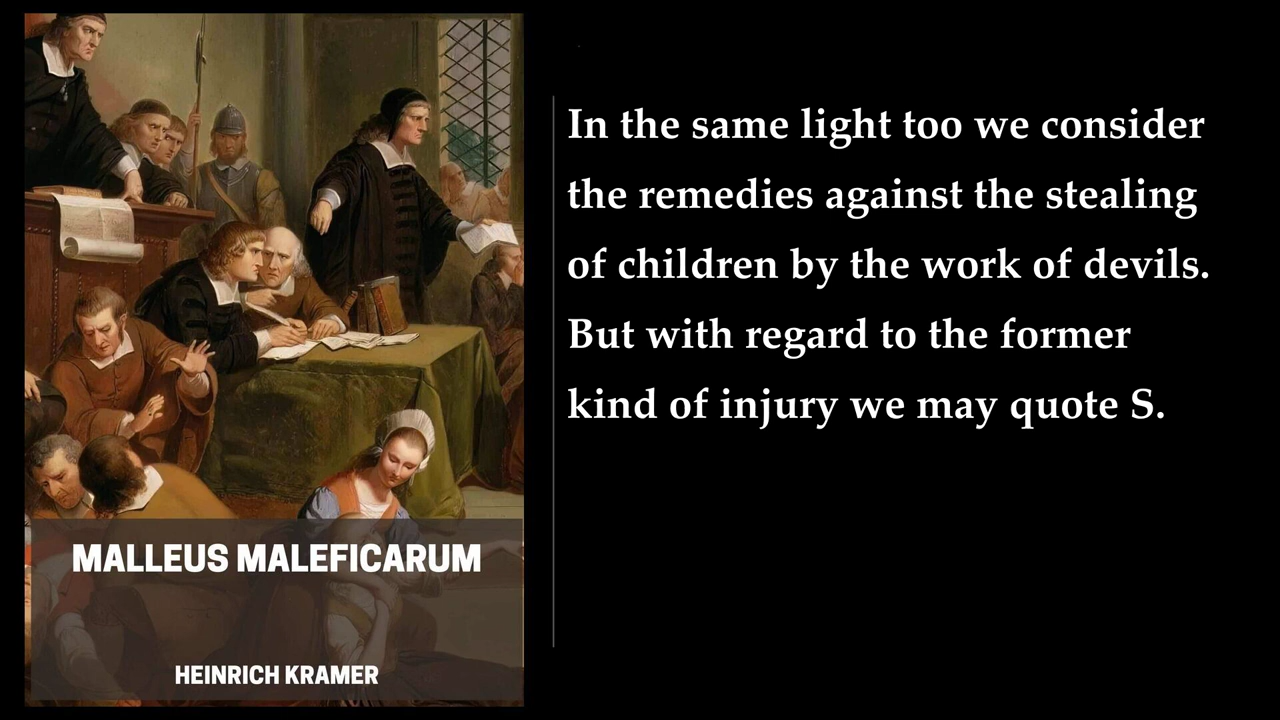 MALLEUS MALEFICARUM
HEINRICH KRAMER
In the same light too we consider
the remedies against the stealing
of children by the work of devils.
But with regard to the former
kind of injury we may quote S.